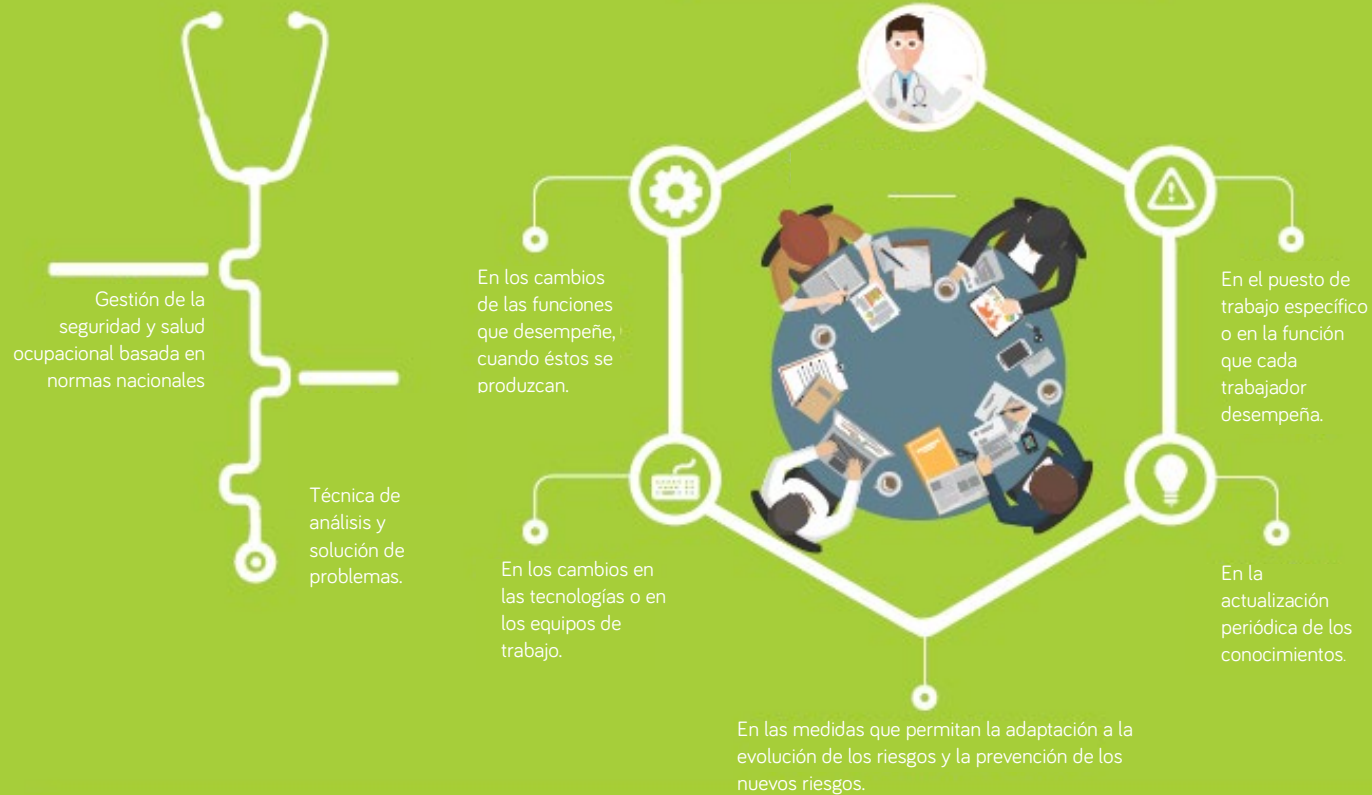 Gestión de la
seguridad y salud
ocupacional basada en
normas nacionales
Técnica de
análisis y
solución de
problemas.
En los cambios
de las funciones
que desempeñe,
cuando éstos se
produzcan.
En los cambios en
las tecnologías o en
los equipos de
trabajo.
En el puesto de
trabajo específico
o en la función
que cada
trabajador
desempeña.
En la
actualización
periódica de los
conocimientos.
En las medidas que permitan la adaptación a la
evolución de los riesgos y la prevención de los
nuevos riesgos.